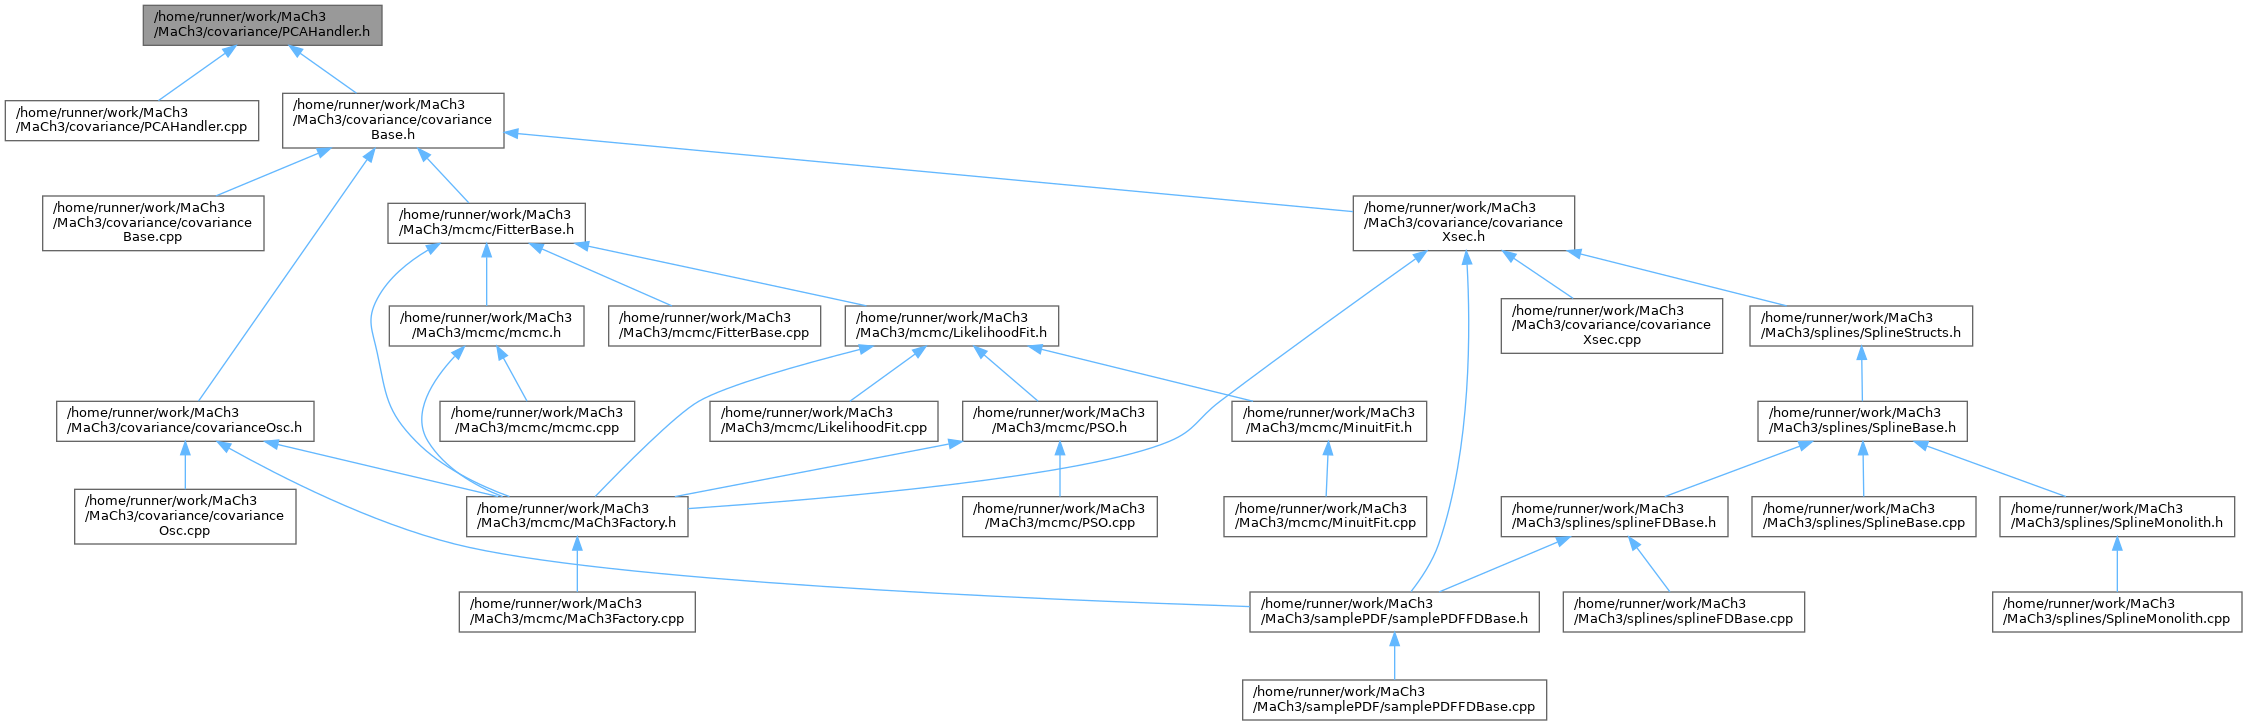 /home/runner/work/MaCh3
/MaCh3/covariance/PCAHandler.h
/home/runner/work/MaCh3
/MaCh3/covariance/PCAHandler.cpp
/home/runner/work/MaCh3
/MaCh3/covariance/covariance
Base.h
/home/runner/work/MaCh3
/MaCh3/covariance/covariance
Base.cpp
/home/runner/work/MaCh3
/MaCh3/mcmc/FitterBase.h
/home/runner/work/MaCh3
/MaCh3/covariance/covariance
Xsec.h
/home/runner/work/MaCh3
/MaCh3/mcmc/mcmc.h
/home/runner/work/MaCh3
/MaCh3/mcmc/FitterBase.cpp
/home/runner/work/MaCh3
/MaCh3/mcmc/LikelihoodFit.h
/home/runner/work/MaCh3
/MaCh3/covariance/covariance
Xsec.cpp
/home/runner/work/MaCh3
/MaCh3/splines/SplineStructs.h
/home/runner/work/MaCh3
/MaCh3/covariance/covarianceOsc.h
/home/runner/work/MaCh3
/MaCh3/mcmc/mcmc.cpp
/home/runner/work/MaCh3
/MaCh3/mcmc/LikelihoodFit.cpp
/home/runner/work/MaCh3
/MaCh3/mcmc/PSO.h
/home/runner/work/MaCh3
/MaCh3/mcmc/MinuitFit.h
/home/runner/work/MaCh3
/MaCh3/splines/SplineBase.h
/home/runner/work/MaCh3
/MaCh3/covariance/covariance
Osc.cpp
/home/runner/work/MaCh3
/MaCh3/mcmc/MaCh3Factory.h
/home/runner/work/MaCh3
/MaCh3/mcmc/PSO.cpp
/home/runner/work/MaCh3
/MaCh3/mcmc/MinuitFit.cpp
/home/runner/work/MaCh3
/MaCh3/splines/splineFDBase.h
/home/runner/work/MaCh3
/MaCh3/splines/SplineBase.cpp
/home/runner/work/MaCh3
/MaCh3/splines/SplineMonolith.h
/home/runner/work/MaCh3
/MaCh3/mcmc/MaCh3Factory.cpp
/home/runner/work/MaCh3
/MaCh3/samplePDF/samplePDFFDBase.h
/home/runner/work/MaCh3
/MaCh3/splines/splineFDBase.cpp
/home/runner/work/MaCh3
/MaCh3/splines/SplineMonolith.cpp
/home/runner/work/MaCh3
/MaCh3/samplePDF/samplePDFFDBase.cpp